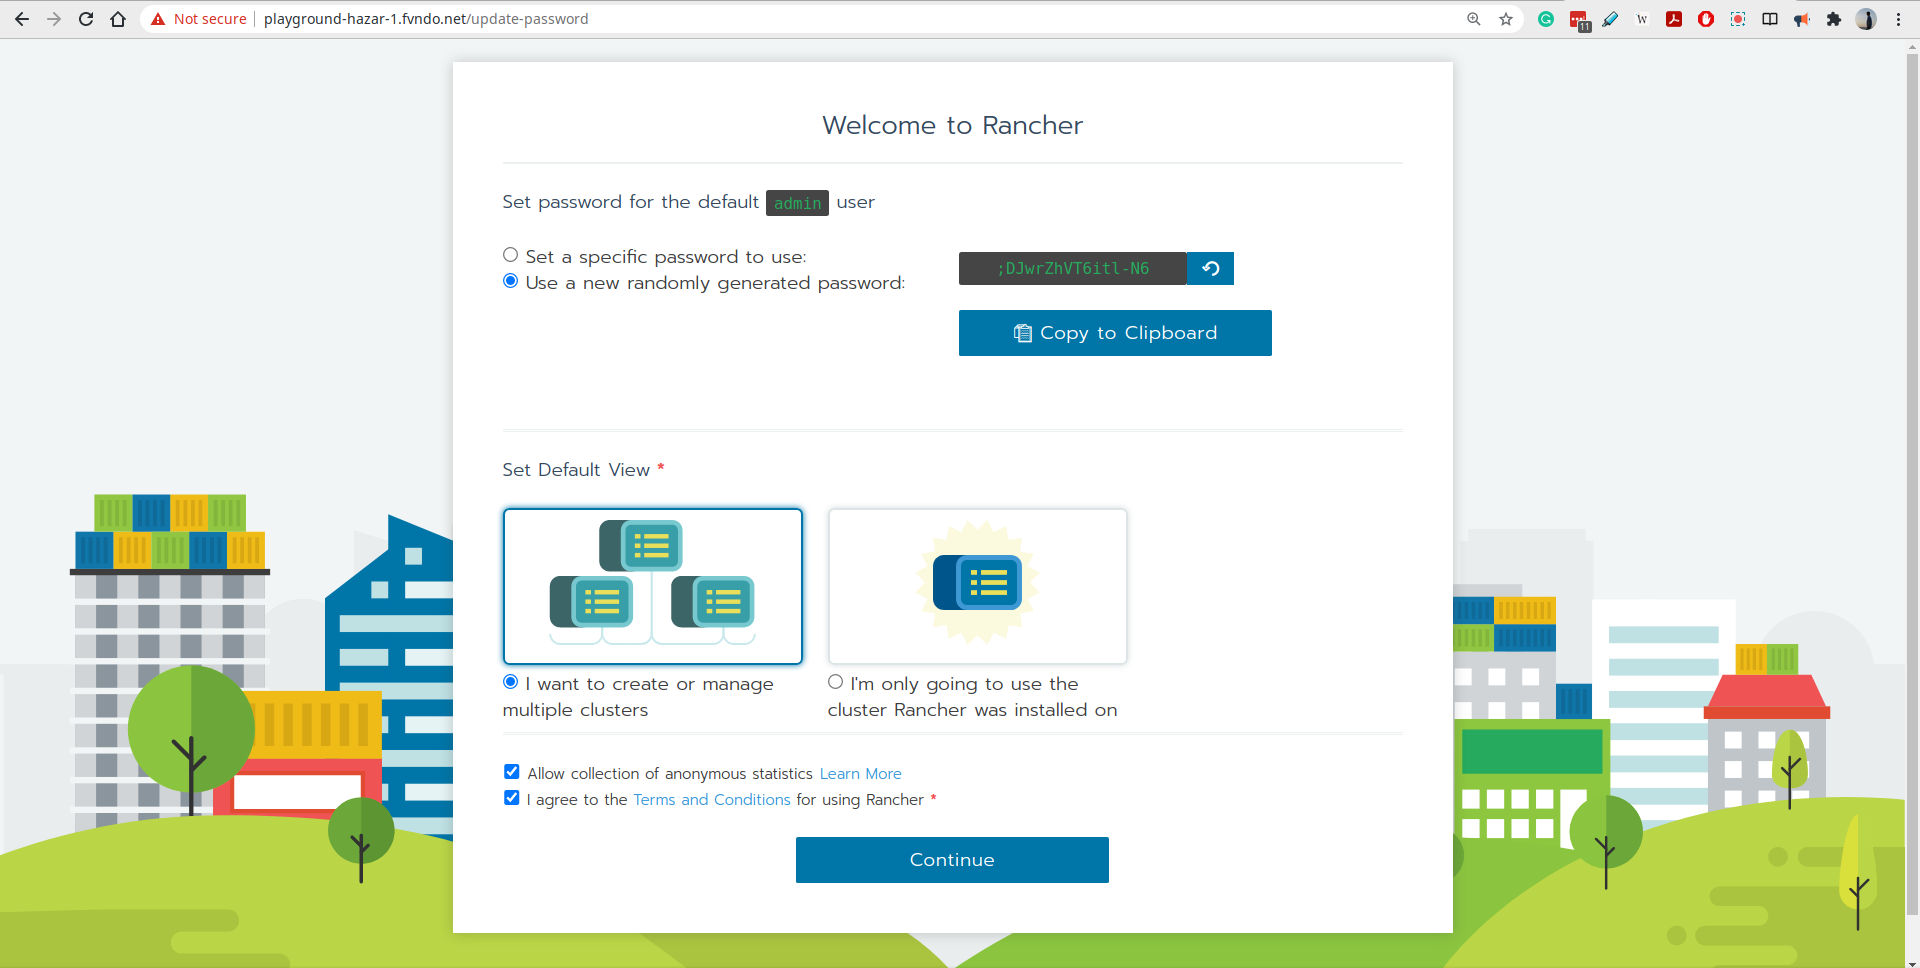 Not secure playground-hazar-1.fvndo.net/update-password
W
11
Welcome to Rancher
Set password for the default admin user
Set a specific password to use:
Use a new randomly generated password:
;DJwrZhVT6itl-N6
Copy to Clipboard
Set Default View *
I want to create or manage
multiple clusters
I'm only going to use the
cluster Rancher was installed on
Allow collection of anonymous statistics Learn More
I agree to the Terms and Conditions for using Rancher *
Continue